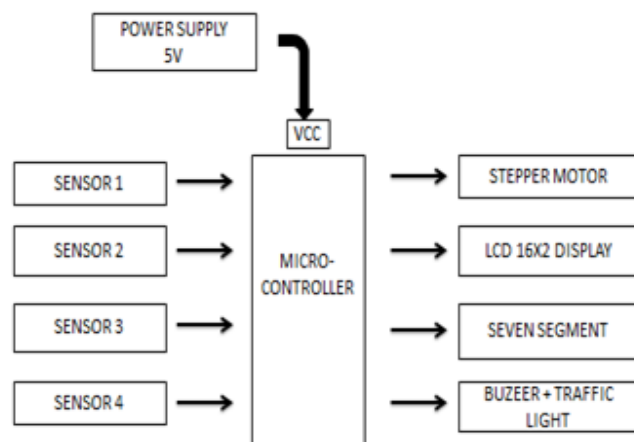 POWER SUPPLY
5V
VCC
SENSOR 1
SENSOR 2
SENSOR 3
SENSOR 4
MICRO-
CONTROLLER
STEPPER MOTOR
LCD 16X2 DISPLAY
SEVEN SEGMENT
BUZEER + TRAFFIC
LIGHT